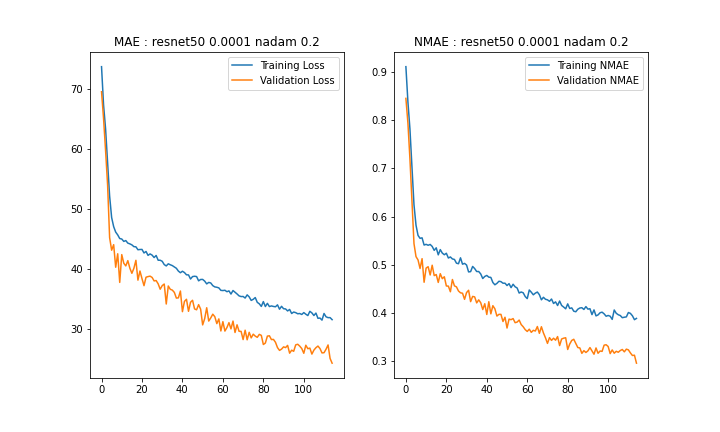 MAE : resnet50 0.0001 nadam 0.2
Training Loss
Validation Loss
70
60
50
40
30
0 20 40 60 80 100
NMAE : resnet50 0.0001 nadam 0.2
Training NMAE
Validation NMAE
0.9
0.8
0.7
0.6
0.5
0.4
0.3
0 20 40 60 80 100